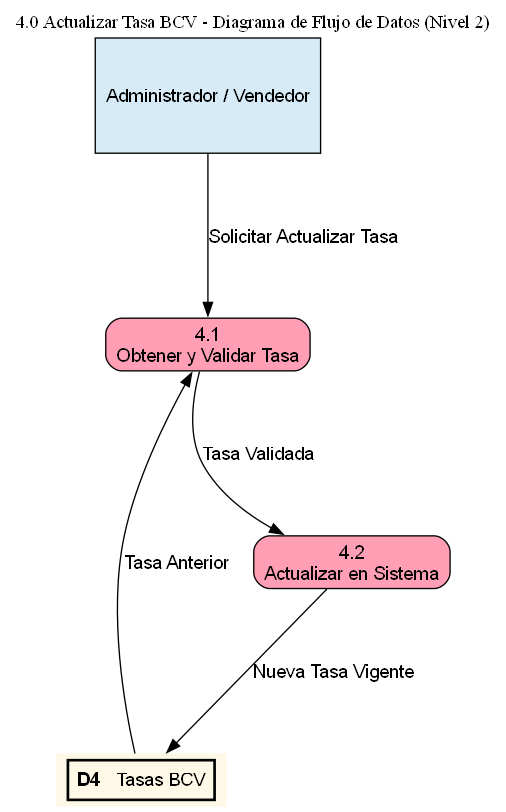 4.0 Actualizar Tasa BCV - Diagrama de Flujo de Datos (Nivel 2)
Administrador / Vendedor
Solicitar Actualizar Tasa
4.1
Obtener y Validar Tasa
Tasa Validada
4.2
Actualizar en Sistema
Tasa Anterior
Nueva Tasa Vigente
D4 Tasas BCV